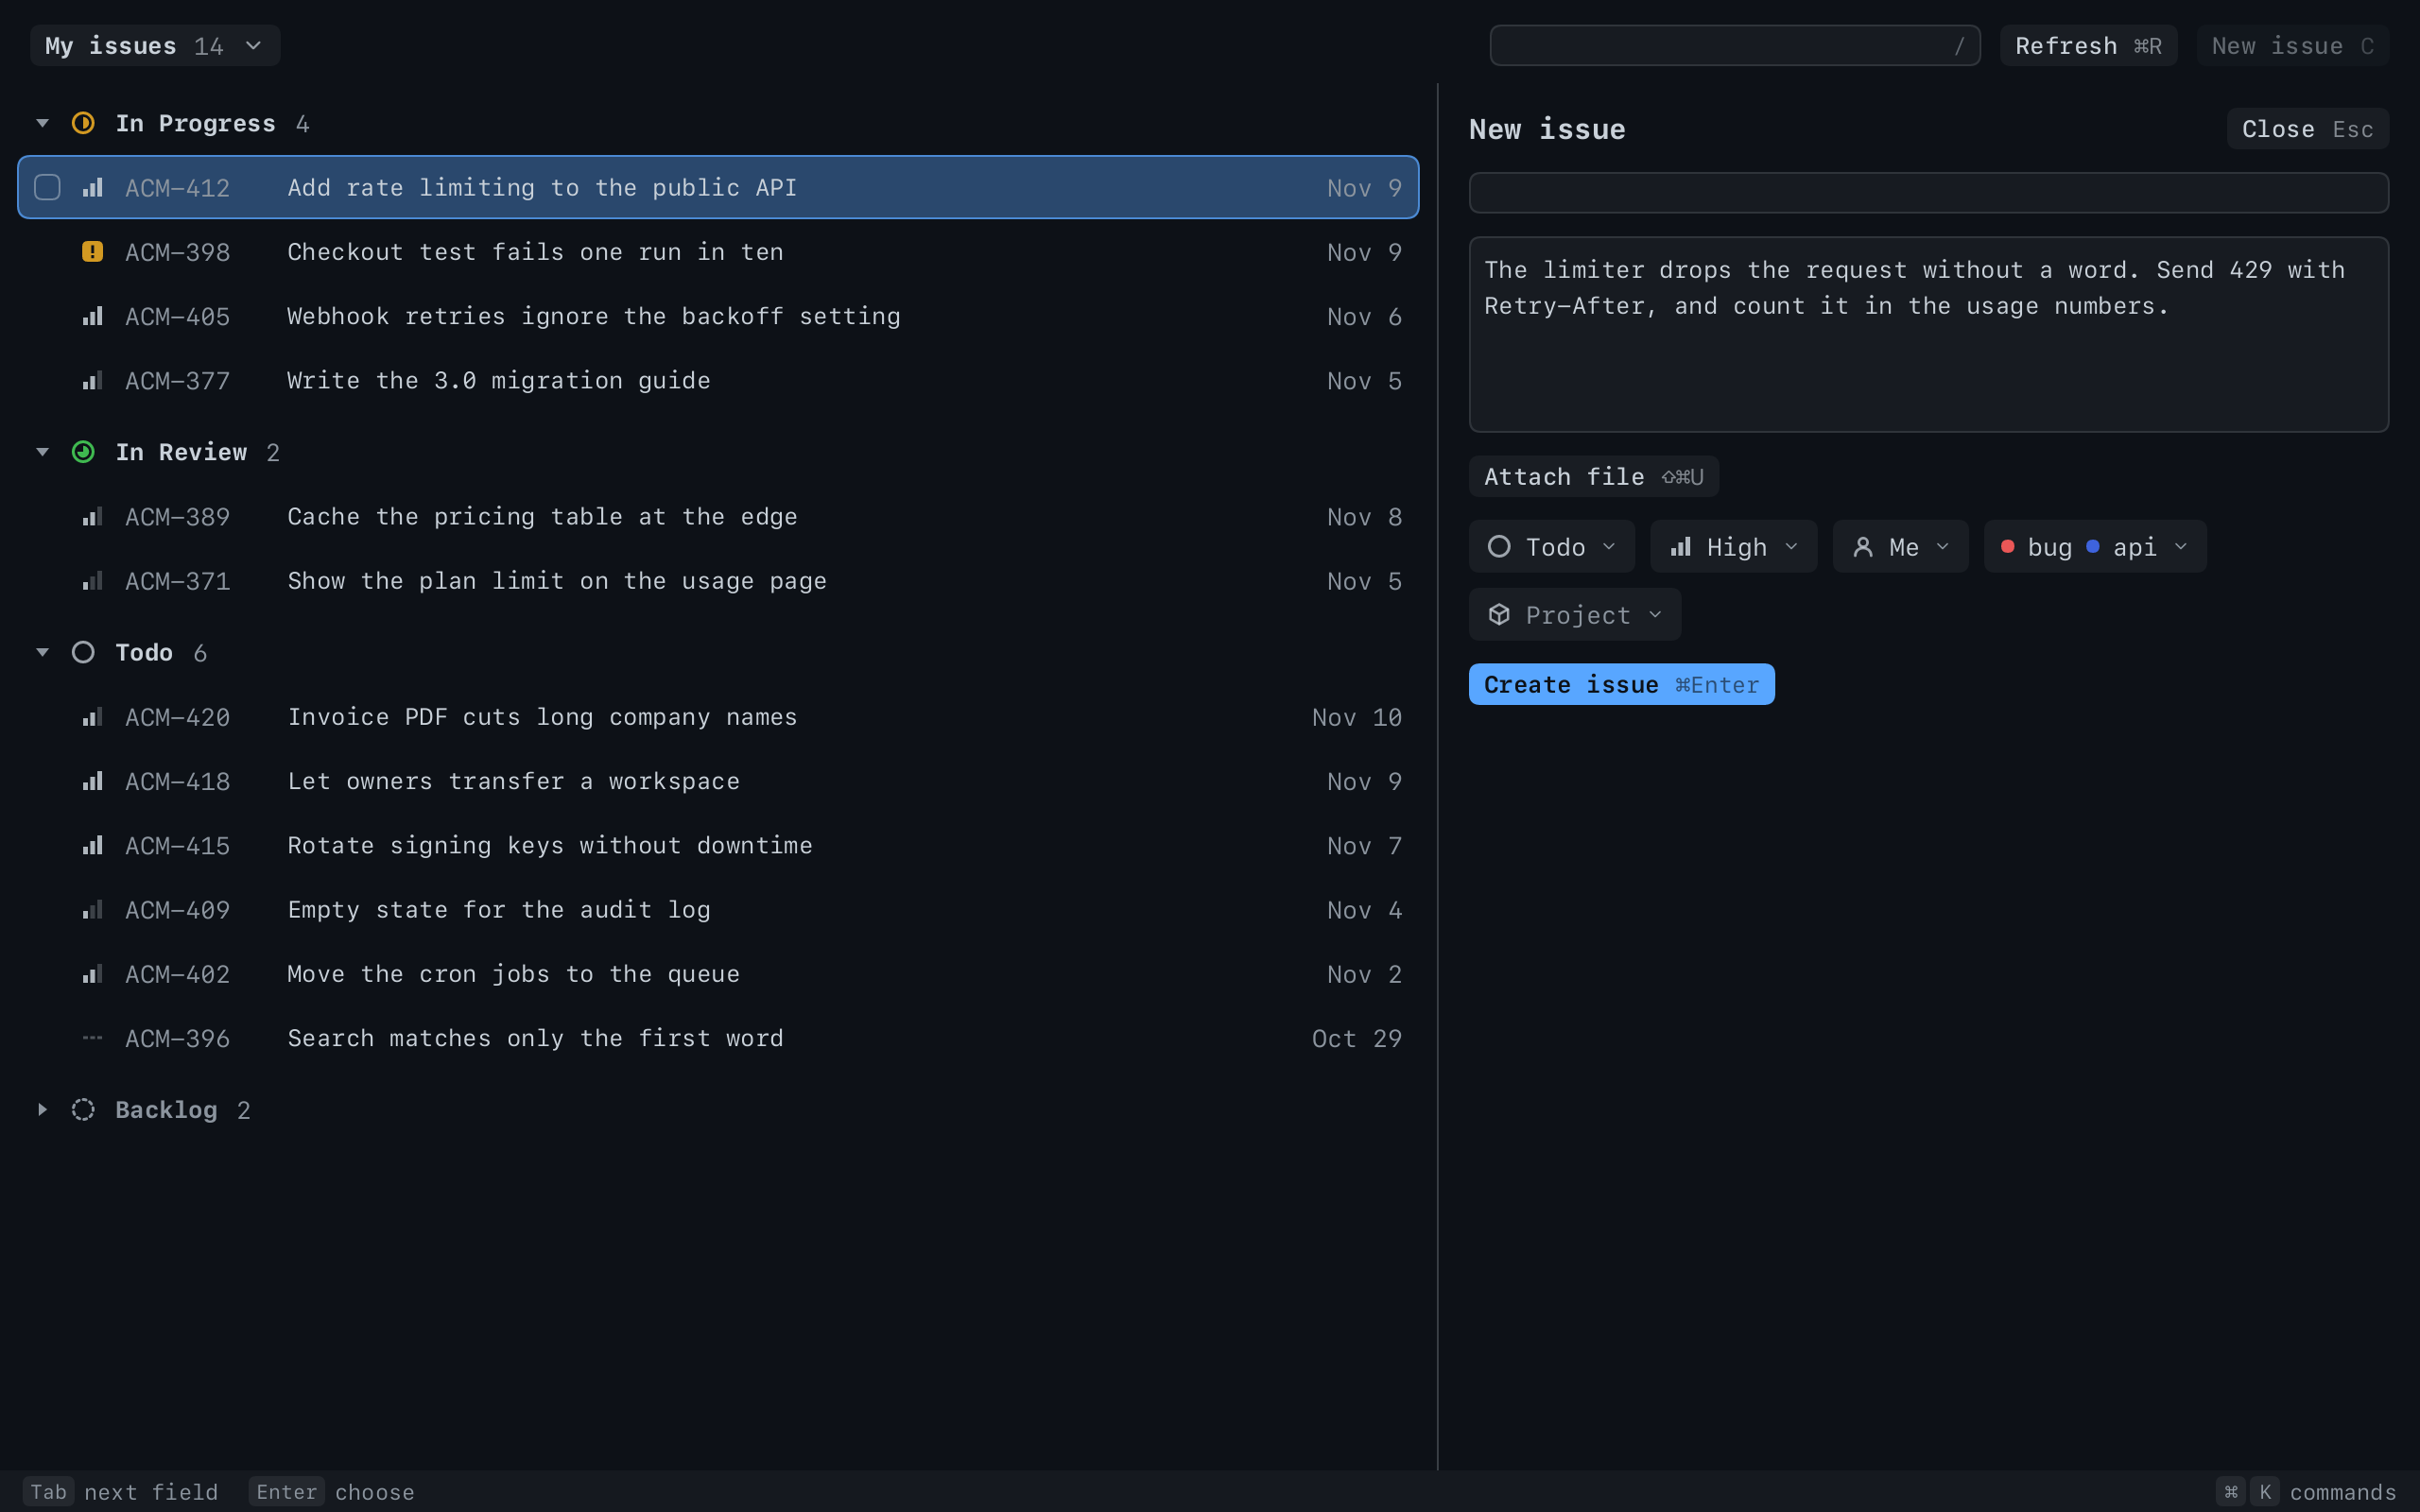 My issues 14
/
Refresh ⌘R
New issue C
In Progress 4
ACM-412 Add rate limiting to the public API Nov 9
ACM-398 Checkout test fails one run in ten Nov 9
ACM-405 Webhook retries ignore the backoff setting Nov 6
ACM-377 Write the 3.0 migration guide Nov 5
In Review 2
ACM-389 Cache the pricing table at the edge Nov 8
ACM-371 Show the plan limit on the usage page Nov 5
Todo 6
ACM-420 Invoice PDF cuts long company names Nov 10
ACM-418 Let owners transfer a workspace Nov 9
ACM-415 Rotate signing keys without downtime Nov 7
ACM-409 Empty state for the audit log Nov 4
ACM-402 Move the cron jobs to the queue Nov 2
ACM-396 Search matches only the first word Oct 29
Backlog 2
New issue
Close Esc
The limiter drops the request without a word. Send 429 with
Retry-After, and count it in the usage numbers.
Attach file ⇧⌘U
Todo High Me bug api
Project
Create issue ⌘Enter
Tab next field Enter choose
⌘ K commands